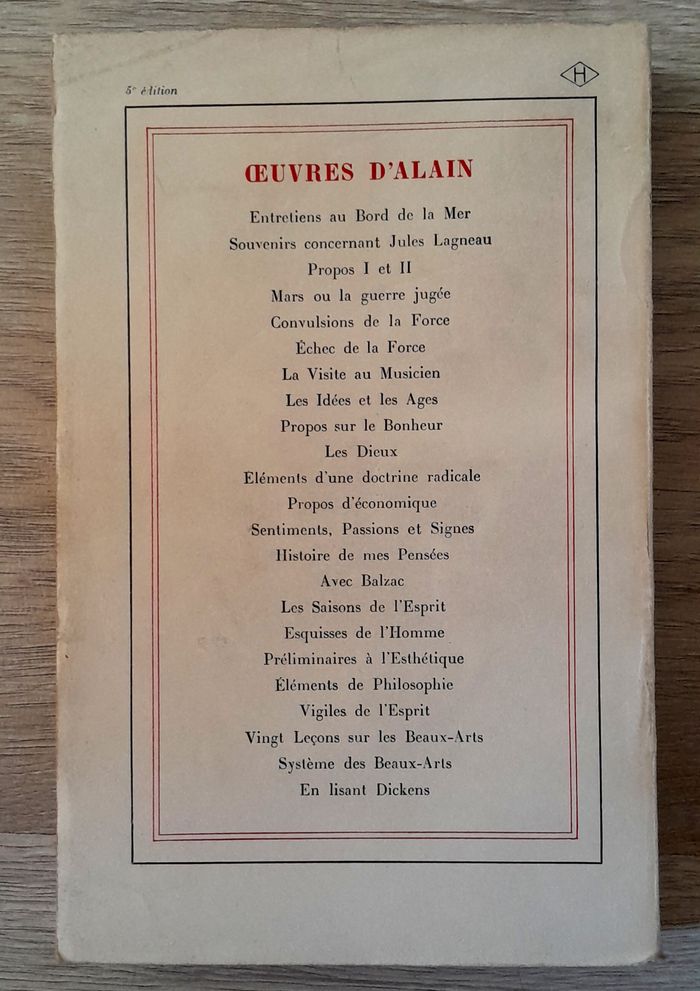 5e édition
H
ŒUVRES D'ALAIN
Entretiens au Bord de la Mer
Souvenirs concernant Jules Lagneau
Propos I et II
Mars ou la guerre jugée
Convulsions de la Force
Échec de la Force
La Visite au Musicien
Les Idées et les Ages
Propos sur le Bonheur
Les Dieux
Eléments d'une doctrine radicale
Propos d'économique
Sentiments, Passions et Signes
Histoire de mes Pensées
Avec Balzac
Les Saisons de l'Esprit
Esquisses de l'Homme
Préliminaires à l'Esthétique
Éléments de Philosophie
Vigiles de l'Esprit
Vingt Leçons sur les Beaux-Arts
Système des Beaux-Arts
En lisant Dickens